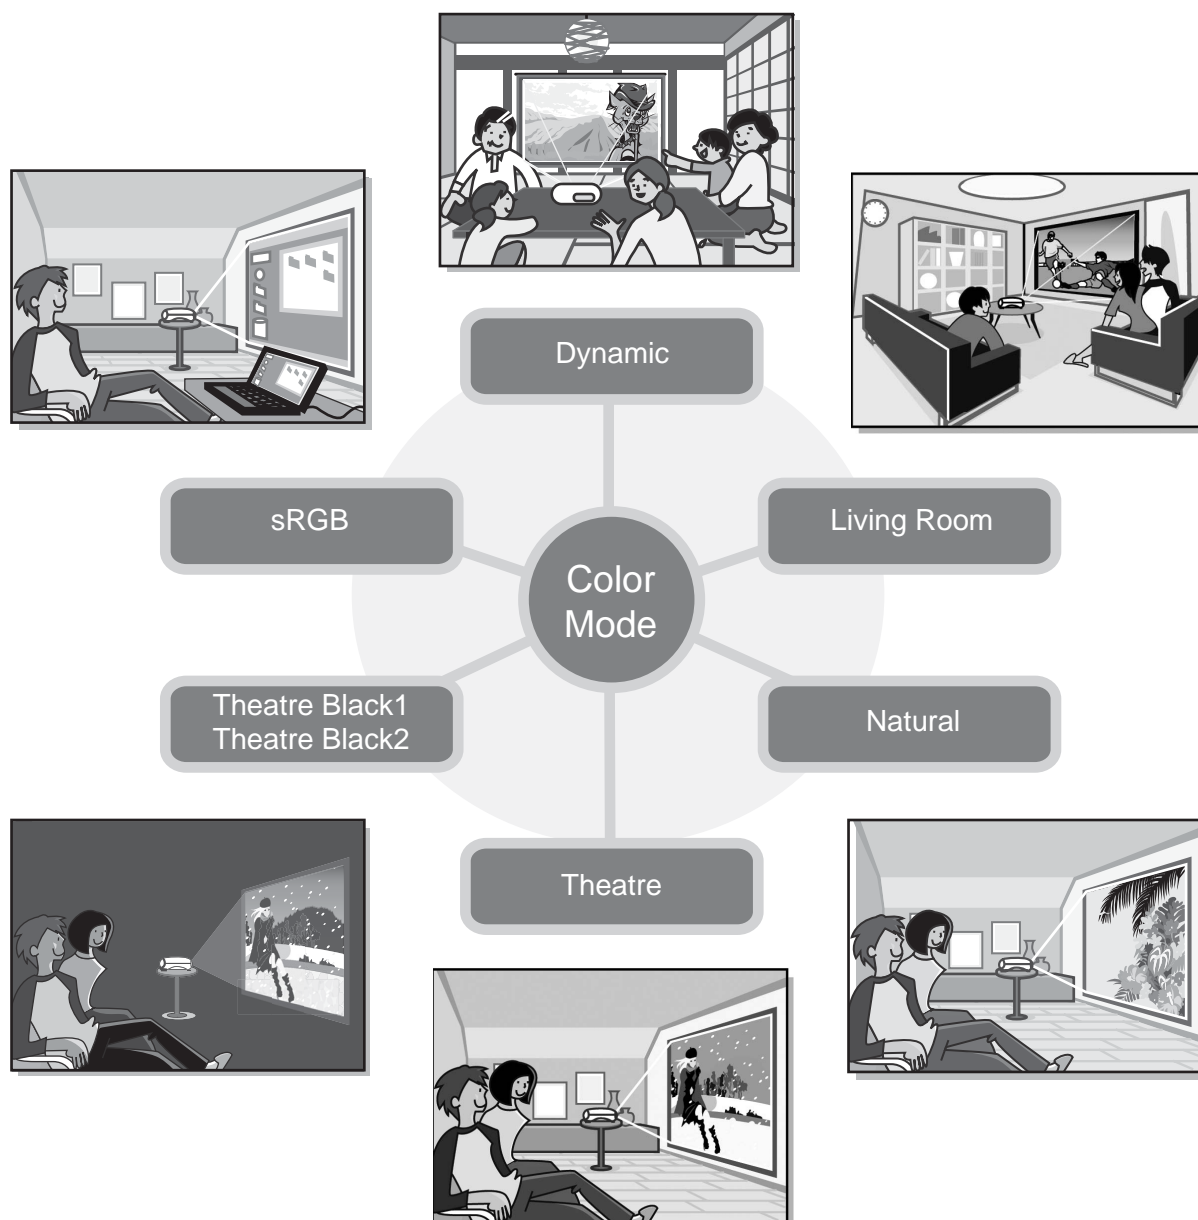 Dynamic
sRGB
Living Room
Color
Mode
Theatre Black1
Theatre Black2
Natural
Theatre